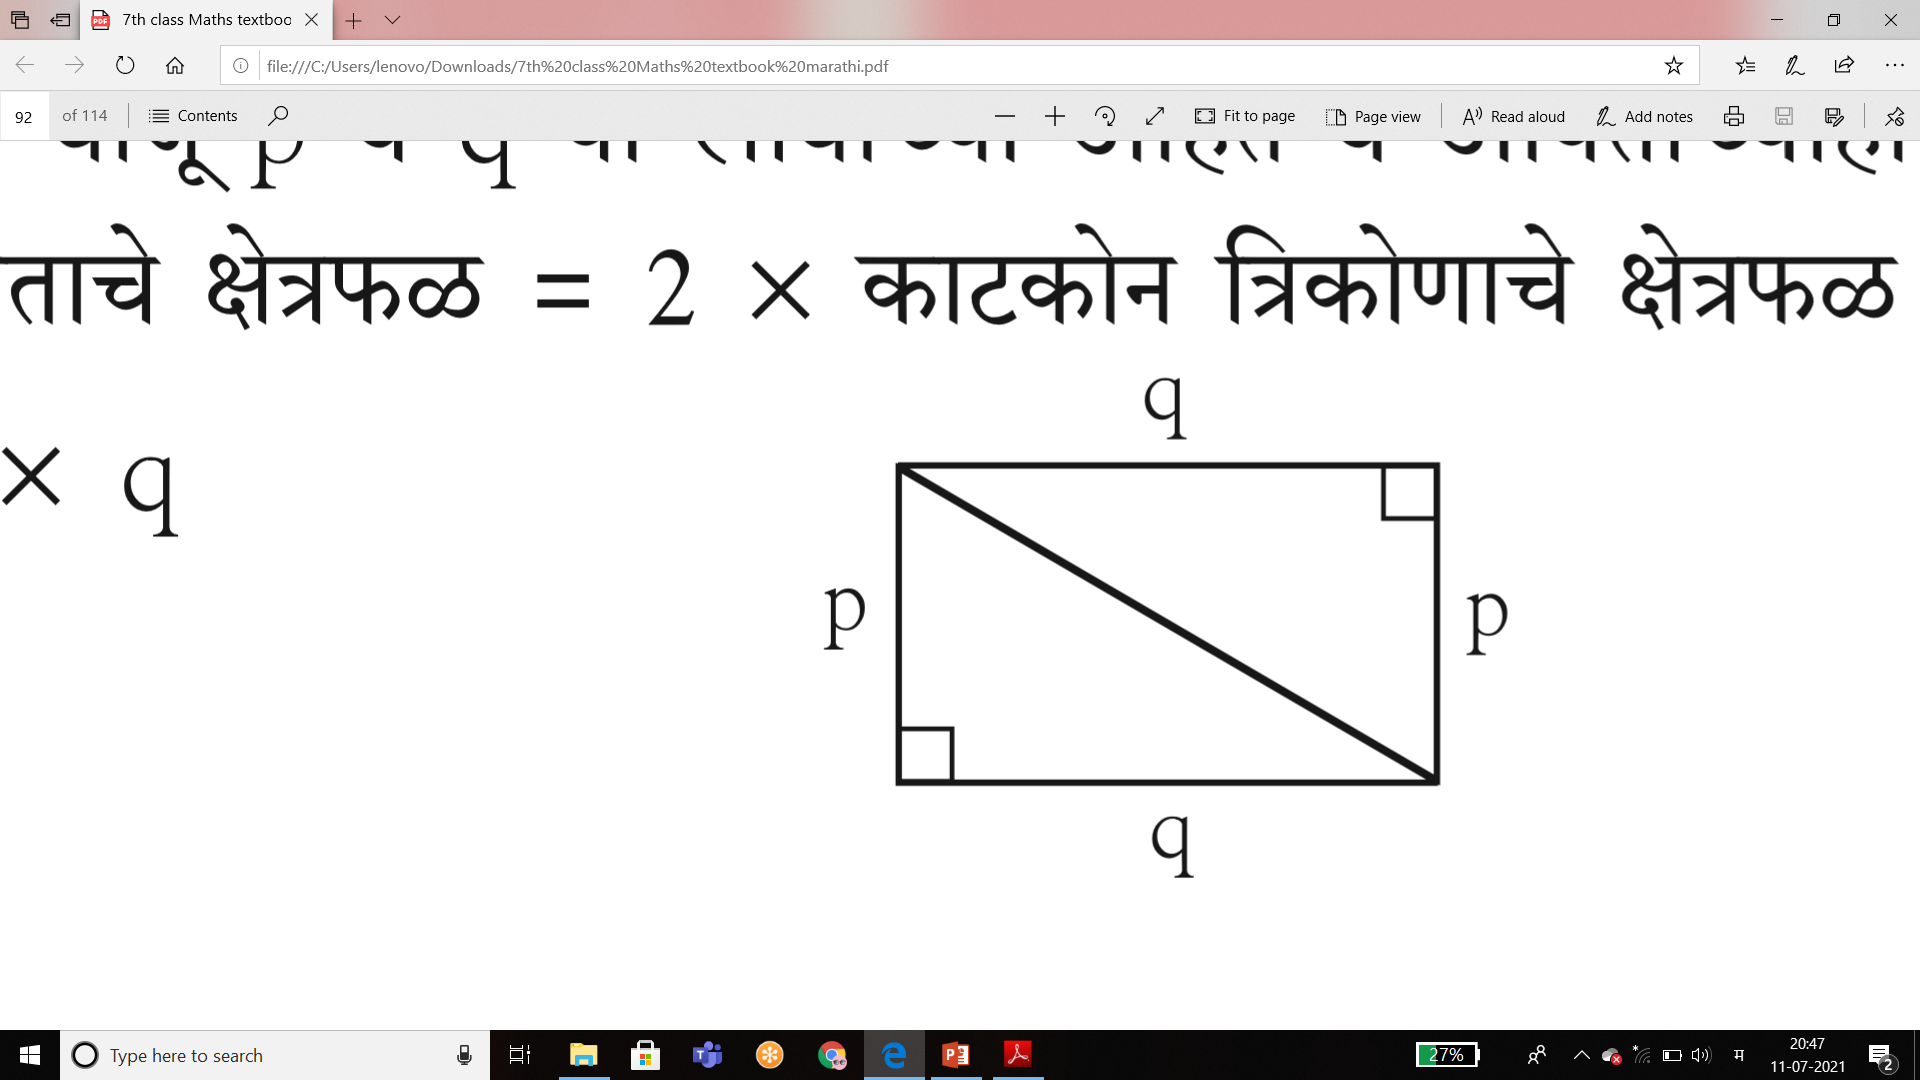 7th class Maths textboo
file:///C:/Users/lenovo/Downloads/7th%20class%20Maths%20textbook%20marathi.pdf
92 of 114 Contents Fit to page Page view Read aloud Add notes
p व q
ताचे क्षेत्रफळ = 2 × काटकोन त्रिकोणाचे क्षेत्रफळ
q
× q
p p
q
Type here to search 27% म 20:47
11-07-2021 2